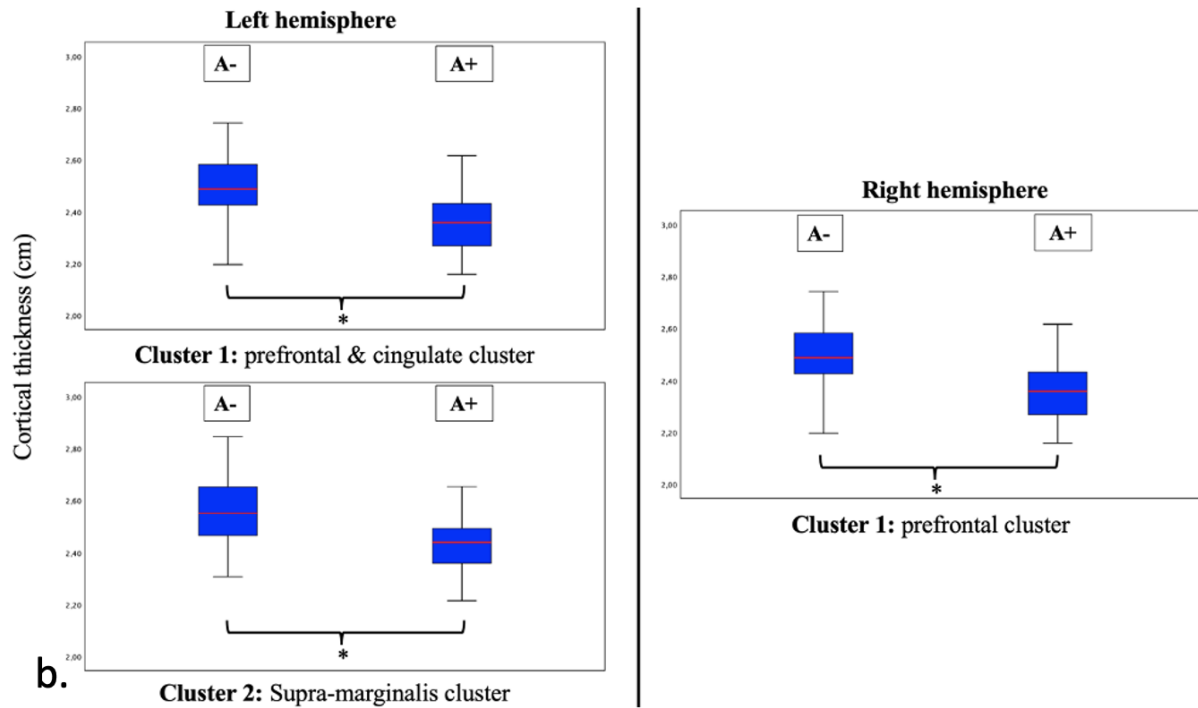 Left hemisphere
Cortical thickness (cm)
3,00
2,80
2,60
2,40
2,20
2,00
A-
A+
*
Cluster 1: prefrontal & cingulate cluster
3,00
2,80
2,60
2,40
2,20
2,00
A-
A+
*
b.
Cluster 2: Supra-marginalis cluster
Right hemisphere
3,00
2,80
2,60
2,40
2,20
2,00
A-
A+
*
Cluster 1: prefrontal cluster